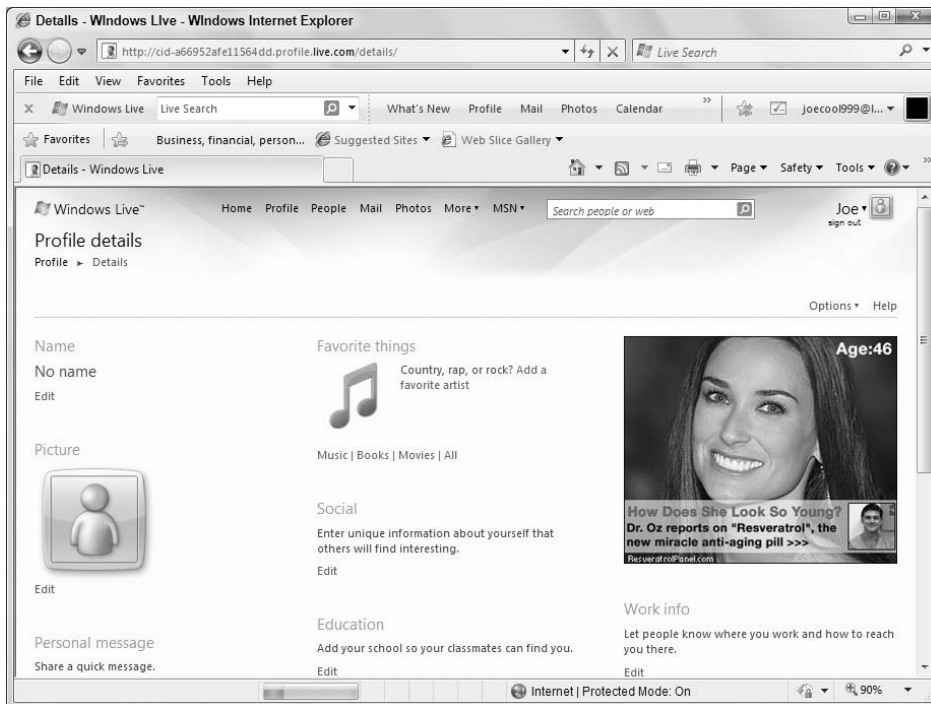 Details - Windows Live - Windows Internet Explorer
http://cid-a66952afe11564dd.profile.live.com/details/
Live Search
File Edit View Favorites Tools Help
x Windows Live Live Search What's New Profile Mail Photos Calendar » joecool999@l...
Favorites Business, financial, person... Suggested Sites Web Slice Gallery
Details - Windows Live Page Safety Tools »
Windows Live Home Profile People Mail Photos More MSN Search people or web Joe
sign out
Profile details
Profile ► Details
Options Help
Name
No name
Edit
Picture
Edit
Personal message
Share a quick message.
Favorite things
Country, rap, or rock? Add a
favorite artist
Music | Books | Movies | All
Social
Enter unique information about yourself that
others will find interesting.
Edit
Education
Add your school so your classmates can find you.
Edit
Age:46
How Does She Look So Young?
Dr. Oz reports on "Resveratrol", the
new miracle anti-aging pill >>>
ResveratrolPanel.com
Work info
Let people know where you work and how to reach
you there.
Edit
Internet | Protected Mode: On 90%